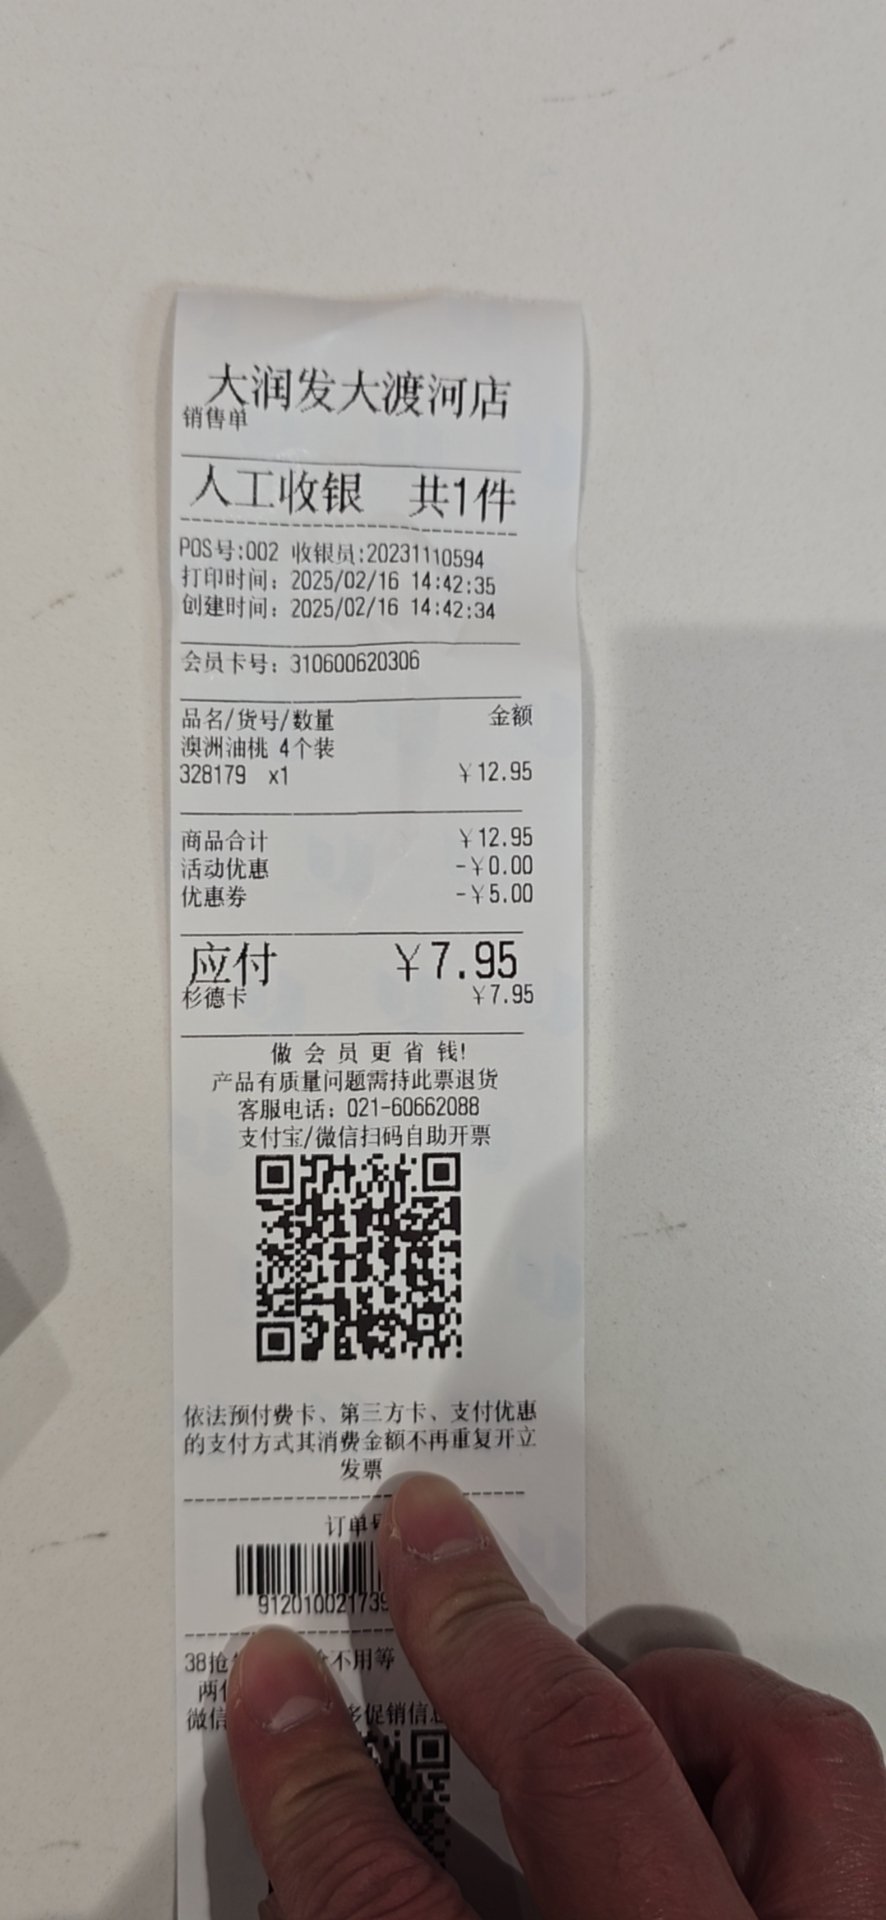 大润发大渡河店
销售单
人工收银 共1件
POS号:002 收银员:20231110594
打印时间: 2025/02/16 14:42:35
创建时间: 2025/02/16 14:42:34
会员卡号: 310600620306
品名/货号/数量 金额
澳洲油桃 4个装
328179 x1 ￥12.95
商品合计 ￥12.95
活动优惠 -￥0.00
优惠券 -￥5.00
应付 ￥7.95
杉德卡 ￥7.95
做 会 员 更 省 钱!
产品有质量问题需持此票退货
客服电话: 021-60662088
支付宝/微信扫码自助开票
依法预付费卡、第三方卡、支付优惠
的支付方式其消费金额不再重复开立
发票
订单号
91201002173
38抢 不用等
两
微信 多促销信息